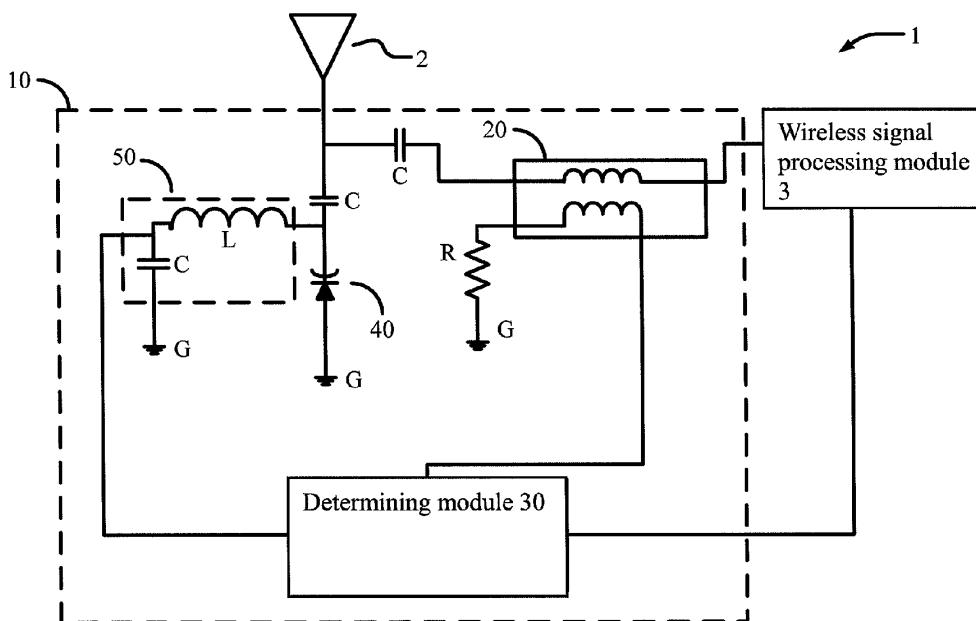 1
2
10
20
Wireless signal
processing module
3
50
C
C
L
R
C
40
G
G
G
Determining module 30